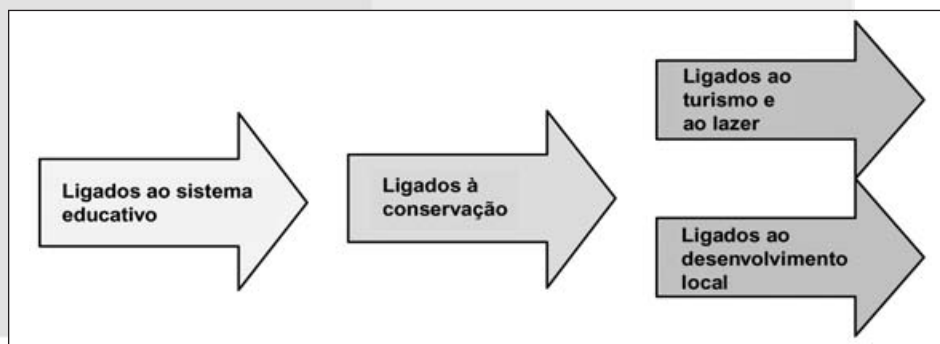 Ligados ao sistema
educativo
Ligados à
conservação
Ligados ao
turismo e
ao lazer
Ligados ao
desenvolvimento
local